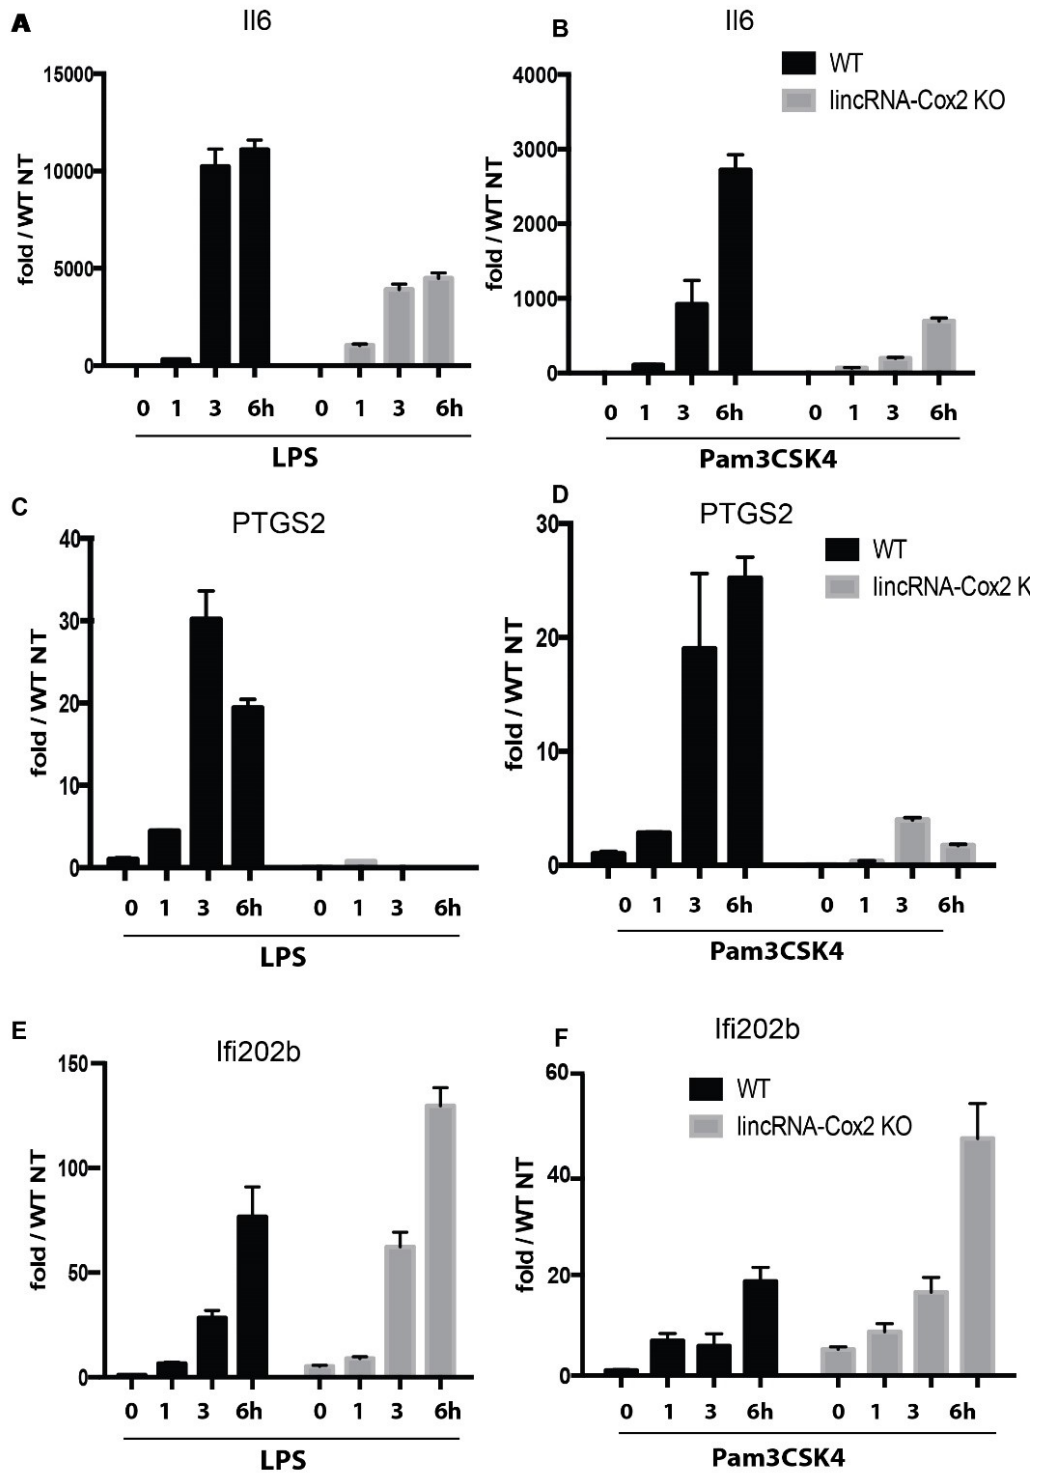 A
Il6
15000
10000
5000
0
fold / WT NT
0 1 3 6h 0 1 3 6h
LPS
B
Il6
WT
lincRNA-Cox2 KO
4000
3000
2000
1000
0
fold / WT NT
0 1 3 6h 0 1 3 6h
Pam3CSK4
C
PTGS2
40
30
20
10
0
fold / WT NT
0 1 3 6h 0 1 3 6h
LPS
D
PTGS2
WT
lincRNA-Cox2 K
30
20
10
0
fold / WT NT
0 1 3 6h 0 1 3 6h
Pam3CSK4
E
Ifi202b
150
100
50
0
fold / WT NT
0 1 3 6h 0 1 3 6h
LPS
F
Ifi202b
WT
lincRNA-Cox2 KO
60
40
20
0
fold / WT NT
0 1 3 6h 0 1 3 6h
Pam3CSK4